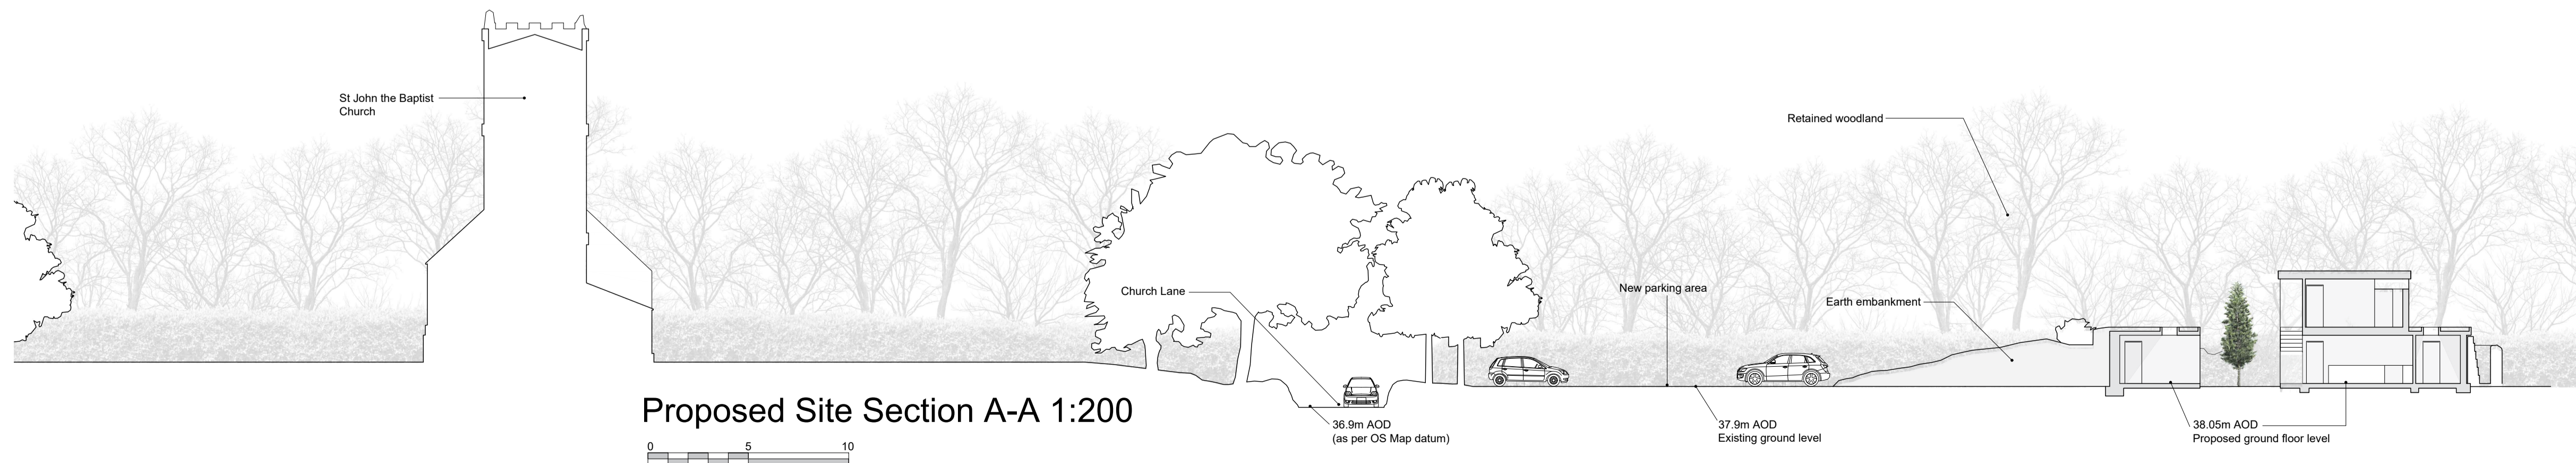 St John the Baptist
Church
Church Lane
New parking area
Retained woodland
Earth embankment
Proposed Site Section A-A 1:200
0 5 10
36.9m AOD
(as per OS Map datum)
37.9m AOD
Existing ground level
38.05m AOD
Proposed ground floor level